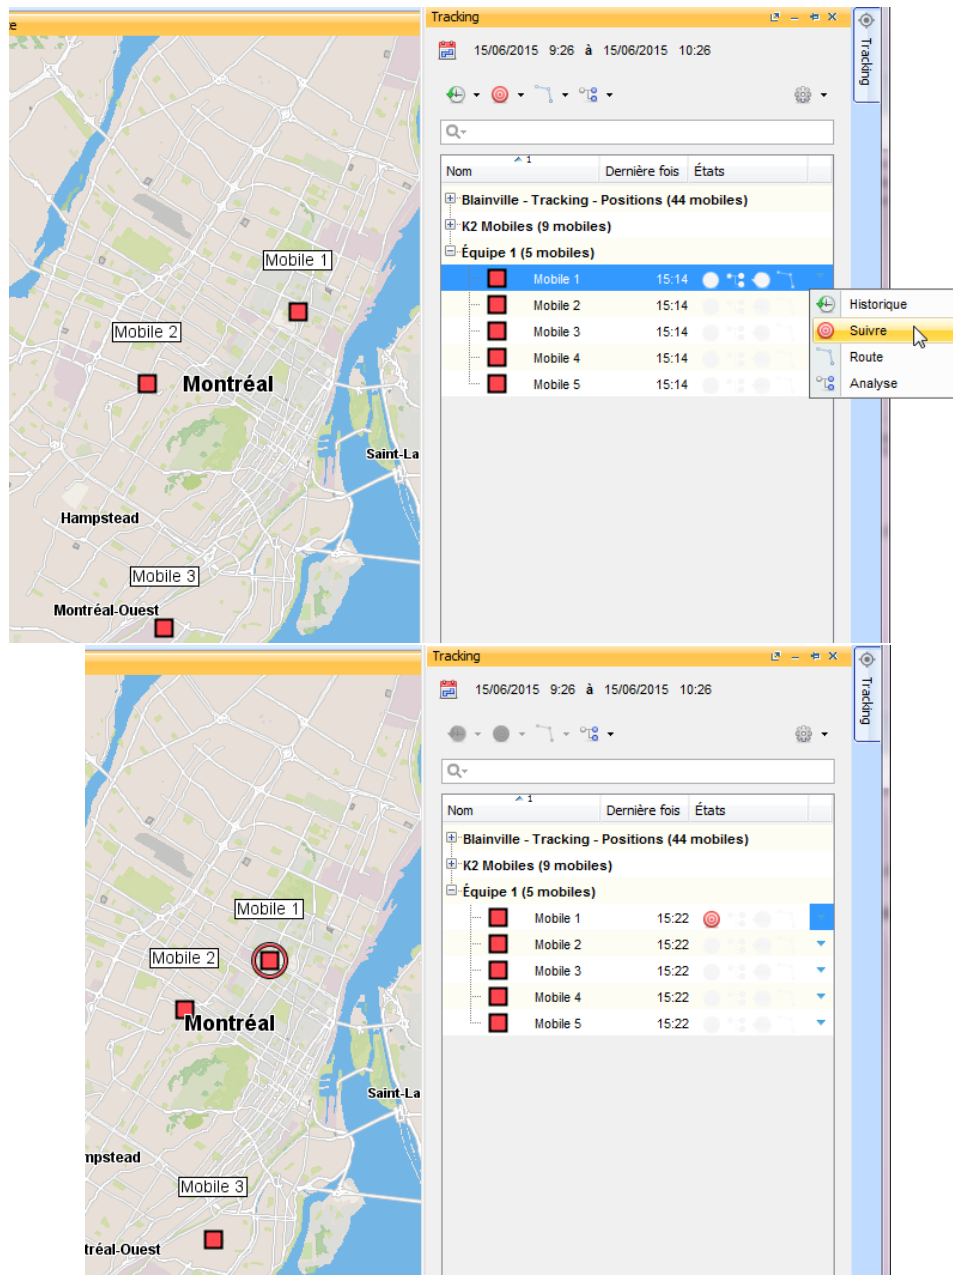 re
Tracking
Tracking
15/06/2015 9:26 à 15/06/2015 10:26
Nom 1 Dernière fois États
Blainville - Tracking - Positions (44 mobiles)
K2 Mobiles (9 mobiles)
Équipe 1 (5 mobiles)
Mobile 1 15:14
Mobile 2 15:14
Mobile 3 15:14
Mobile 4 15:14
Mobile 5 15:14
Historique
Suivre
Route
Analyse
Mobile 1
Mobile 2
Montréal
Saint-La
Hampstead
Mobile 3
Montréal-Ouest
Tracking
Tracking
15/06/2015 9:26 à 15/06/2015 10:26
Nom 1 Dernière fois États
Blainville - Tracking - Positions (44 mobiles)
K2 Mobiles (9 mobiles)
Équipe 1 (5 mobiles)
Mobile 1 15:22
Mobile 2 15:22
Mobile 3 15:22
Mobile 4 15:22
Mobile 5 15:22
Mobile 1
Mobile 2
Montréal
Saint-La
mpstead
Mobile 3
tréal-Ouest